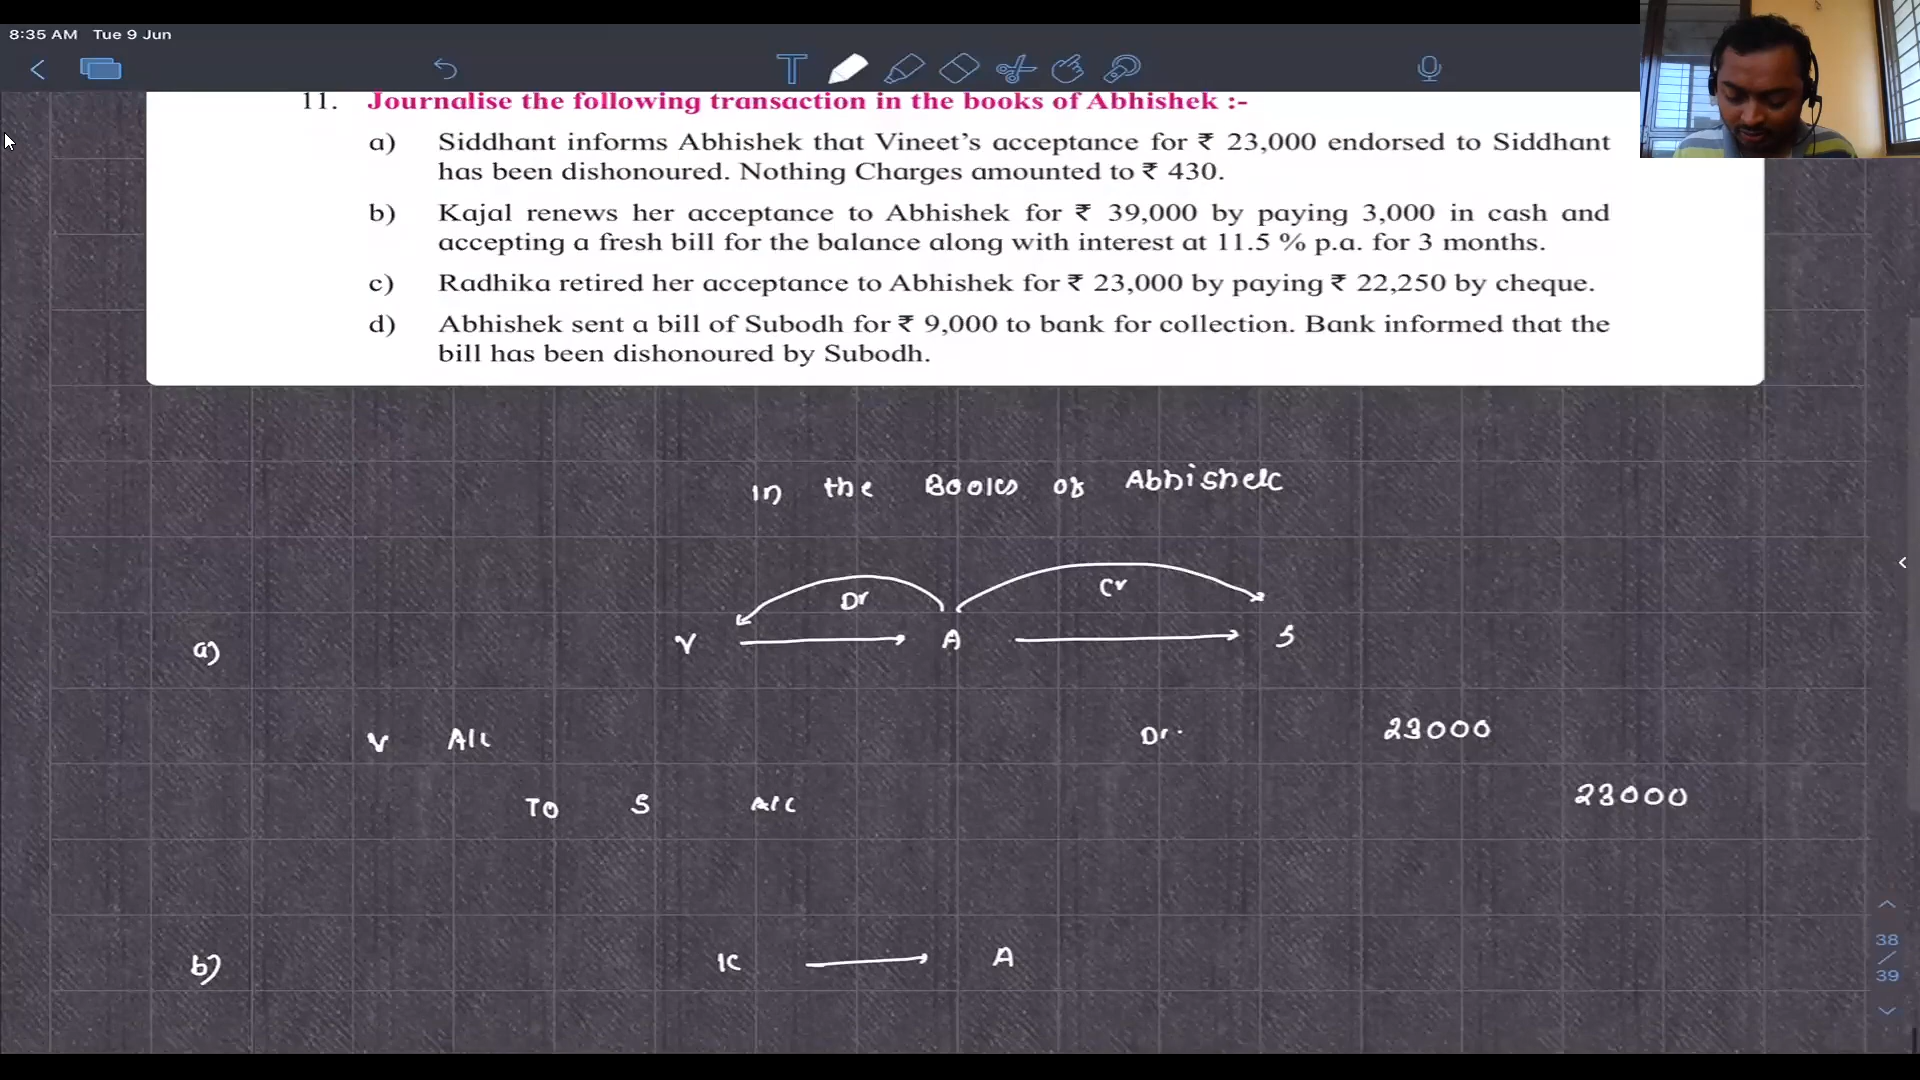 8:35 AM Tue 9 Jun
11. Journalise the following transaction in the books of Abhishek :-
a) Siddhant informs Abhishek that Vineet's acceptance for ₹ 23,000 endorsed to Siddhant
has been dishonoured. Nothing Charges amounted to ₹ 430.
b) Kajal renews her acceptance to Abhishek for ₹ 39,000 by paying 3,000 in cash and
accepting a fresh bill for the balance along with interest at 11.5 % p.a. for 3 months.
c) Radhika retired her acceptance to Abhishek for ₹ 23,000 by paying ₹ 22,250 by cheque.
d) Abhishek sent a bill of Subodh for ₹ 9,000 to bank for collection. Bank informed that the
bill has been dishonoured by Subodh.
In the Books of Abhishek
Dr Cr
a) V A S
V A/c Dr. 23000
To S A/c 23000
b) K A
38
/
39